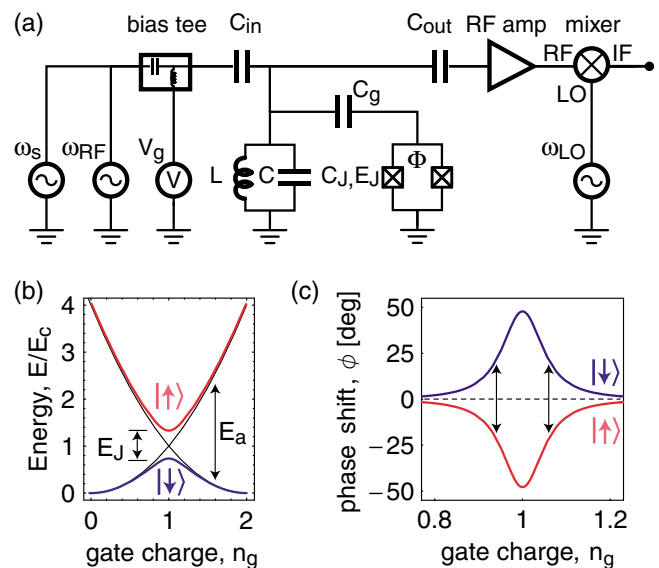 (a)
bias tee C_in C_out RF amp mixer
RF IF
LO
C_g
ω_s ω_RF V_g L C C_J,E_J Φ ω_LO
V
(b)
Energy, E/E_c
4
3
2
1
0
|↑⟩
E_J
E_a
|↓⟩
0 1 2
gate charge, n_g
(c)
phase shift, ϕ [deg]
50
25
0
−25
−50
|↓⟩
|↑⟩
0.8 1 1.2
gate charge, n_g